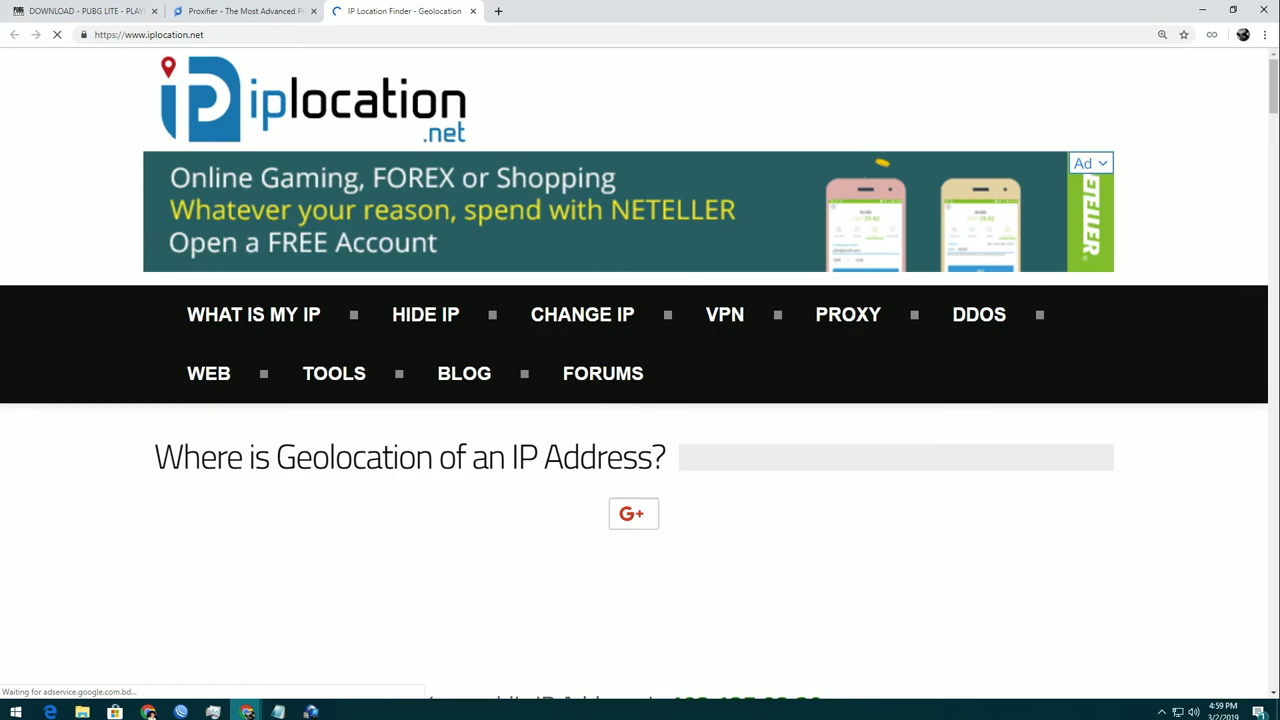 DOWNLOAD - PUBG LITE - PLAY
Proxifier - The Most Advanced P
IP Location Finder - Geolocation
https://www.iplocation.net
iplocation
.net
Online Gaming, FOREX or Shopping
Whatever your reason, spend with NETELLER
Open a FREE Account
Ad
WHAT IS MY IP
HIDE IP
CHANGE IP
VPN
PROXY
DDOS
WEB
TOOLS
BLOG
FORUMS
Where is Geolocation of an IP Address?
G+
Waiting for adservice.google.com.bd...
4:59 PM
3/2/2019